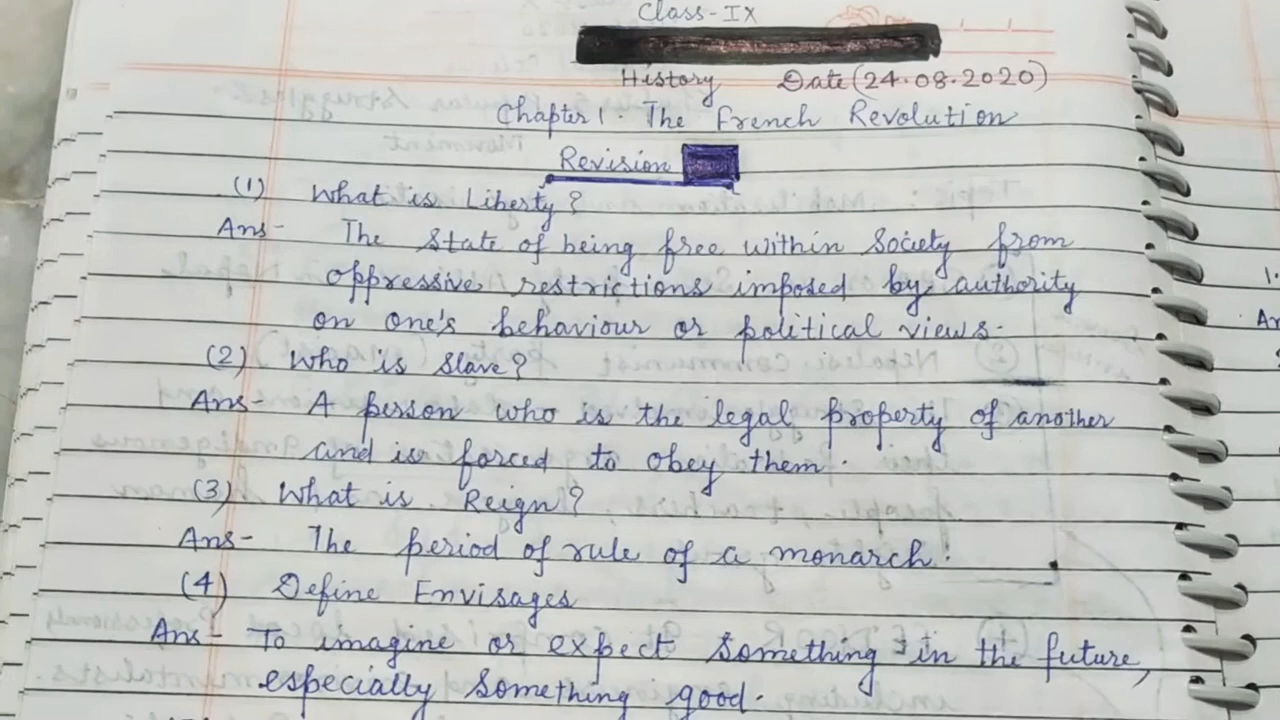 Class-IX
History Date (24.08.2020)
Chapter 1. The French Revolution
Revision
(1) What is Liberty?
Ans- The State of being free within Society from
oppressive restrictions imposed by authority
on one's behaviour or political views.
(2) Who is Slave?
Ans- A person who is the legal property of another
and is forced to obey them.
(3) What is Reign?
Ans- The period of rule of a monarch.
(4) Define Envisages
Ans- To imagine or expect Something in the future,
especially Something good.
1.
An